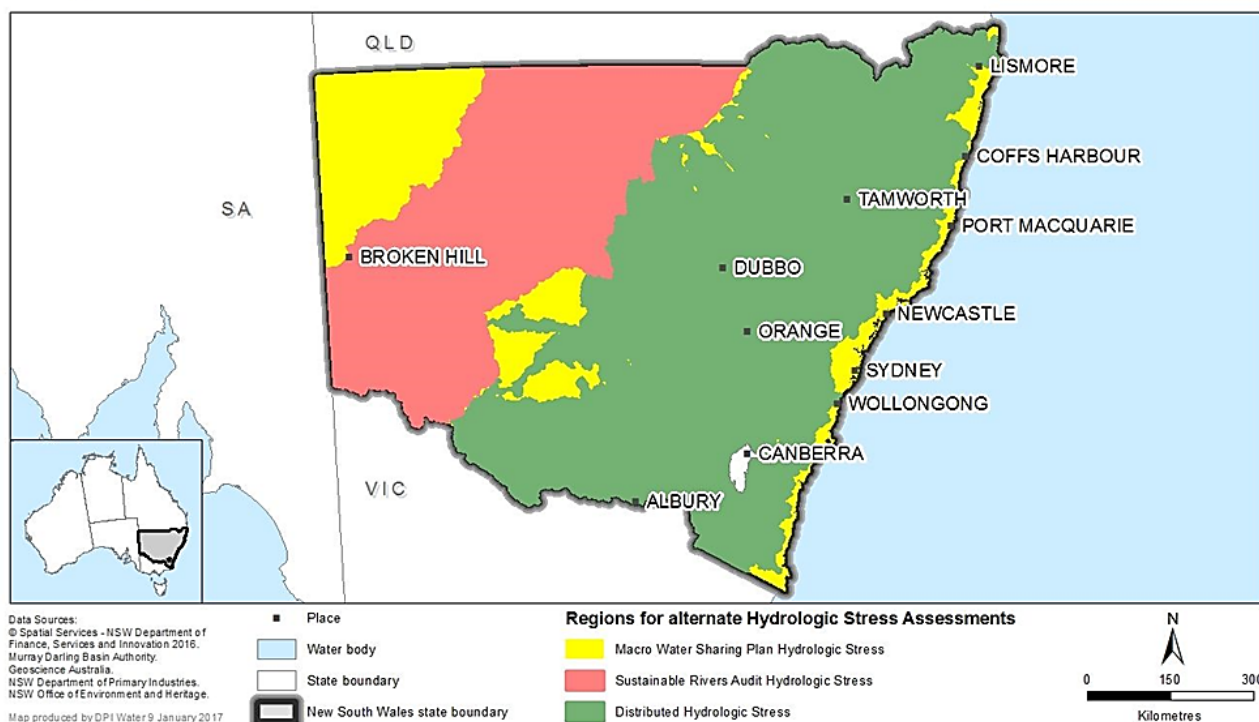 QLD
LISMORE
COFFS HARBOUR
TAMWORTH
SA
PORT MACQUARIE
BROKEN HILL
DUBBO
NEWCASTLE
ORANGE
SYDNEY
WOLLONGONG
CANBERRA
VIC
ALBURY
Data Sources:
© Spatial Services - NSW Department of
Finance, Services and Innovation 2016.
Murray Darling Basin Authority.
Geoscience Australia.
NSW Department of Primary Industries.
NSW Office of Environment and Heritage.
Map produced by DPI Water 9 January 2017
Place
Water body
State boundary
New South Wales state boundary
Regions for alternate Hydrologic Stress Assessments
Macro Water Sharing Plan Hydrologic Stress
Sustainable Rivers Audit Hydrologic Stress
Distributed Hydrologic Stress
N
0 150 300
Kilometres